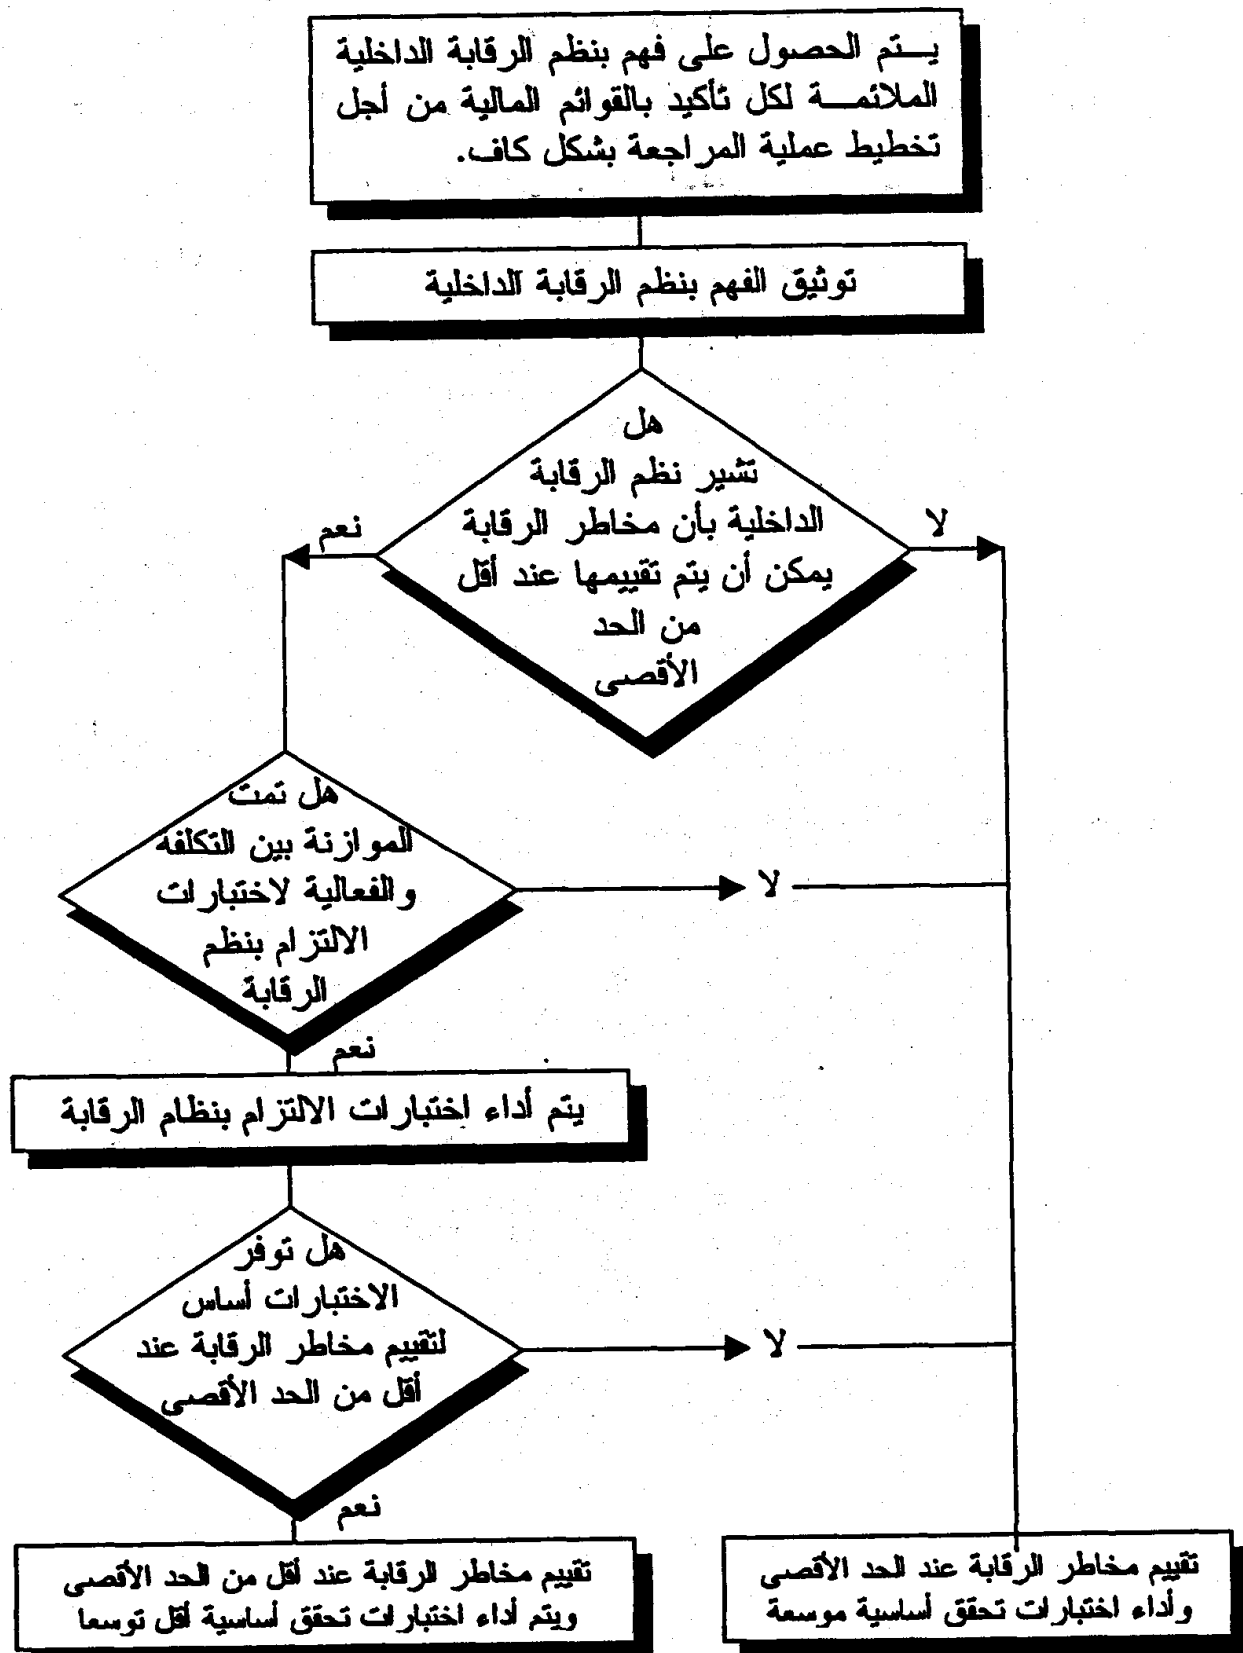 يتم الحصول على فهم بنظم الرقابة الداخلية
الملائمة لكل تأكيد بالقوائم المالية من أجل
تخطيط عملية المراجعة بشكل كاف.
توثيق الفهم بنظم الرقابة الداخلية
هل
تشير نظم الرقابة
الداخلية بأن مخاطر الرقابة
يمكن أن يتم تقييمها عند أقل
من الحد
الأقصى
لا
نعم
هل تمت
الموازنة بين التكلفة
والفعالية لاختبارات
الالتزام بنظم
الرقابة
لا
نعم
يتم أداء اختبارات الالتزام بنظام الرقابة
هل توفر
الاختبارات أساس
لتقييم مخاطر الرقابة عند
أقل من الحد الأقصى
لا
نعم
تقييم مخاطر الرقابة عند الحد الأقصى
وأداء اختبارات تحقق أساسية موسعة
تقييم مخاطر الرقابة عند أقل من الحد الأقصى
ويتم أداء اختبارات تحقق أساسية أقل توسعا